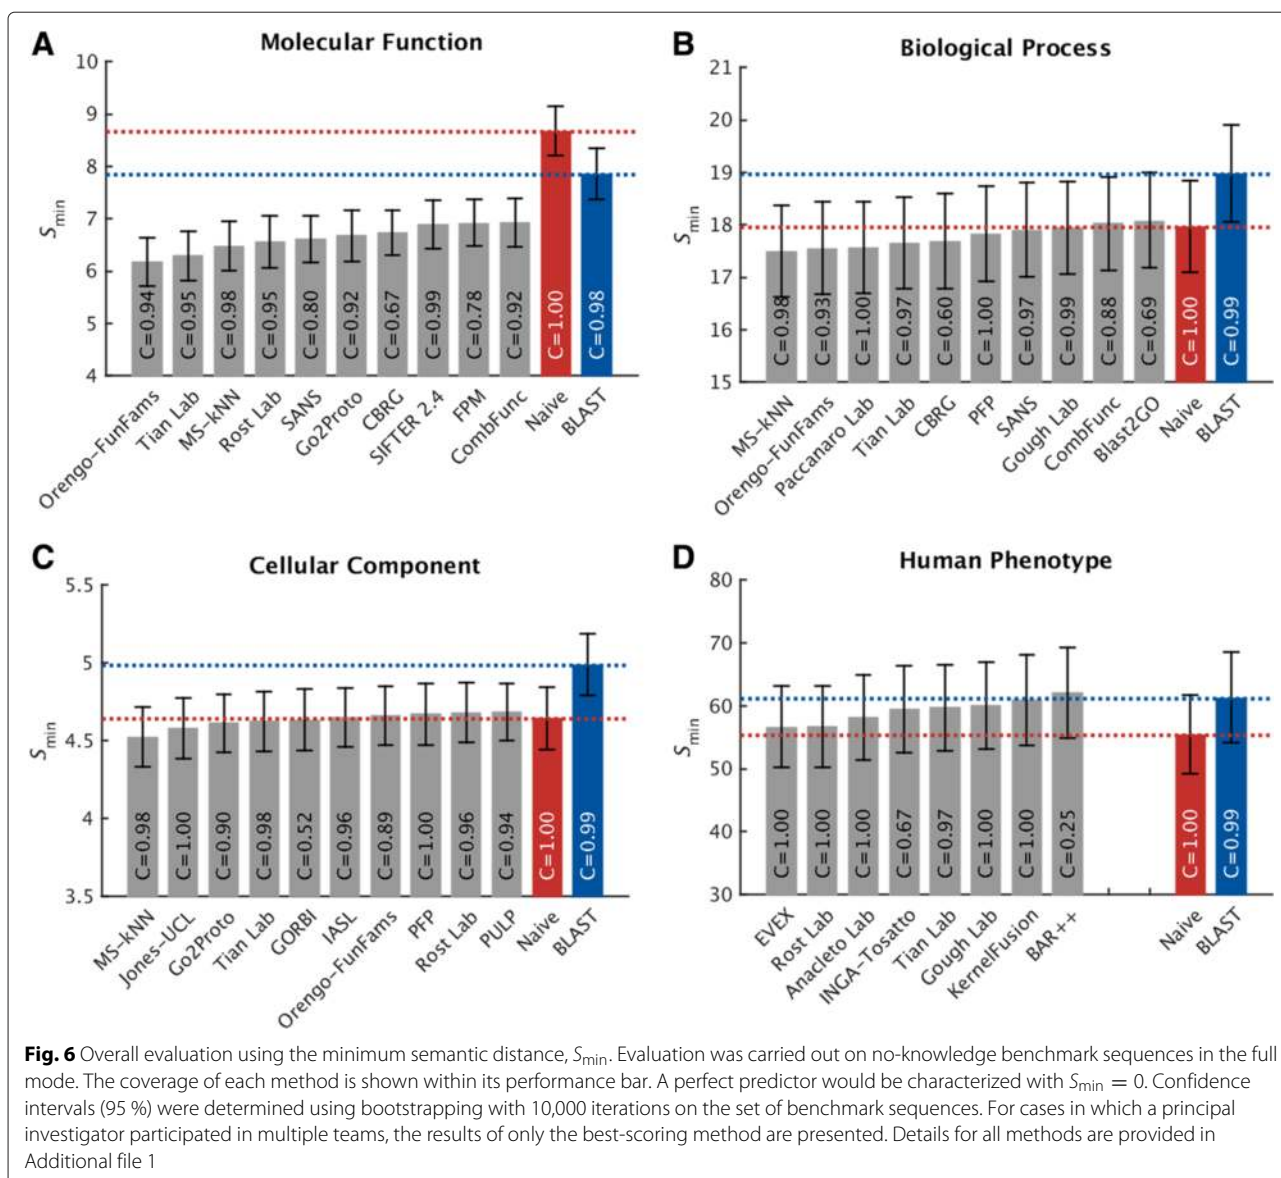 A
Molecular Function
10
9
8
7
6
5
4
Smin
C=0.94
C=0.95
C=0.98
C=0.95
C=0.80
C=0.92
C=0.67
C=0.99
C=0.78
C=0.92
C=1.00
C=0.98
Orengo-FunFams
Tian Lab
MS-kNN
Rost Lab
SANS
Go2Proto
CBRG
SIFTER 2.4
FPM
CombFunc
Naive
BLAST
B
Biological Process
21
20
19
18
17
16
15
Smin
C=0.98
C=0.93
C=1.00
C=0.97
C=0.60
C=1.00
C=0.97
C=0.99
C=0.88
C=0.69
C=1.00
C=0.99
MS-kNN
Orengo-FunFams
Paccanaro Lab
Tian Lab
CBRG
PFP
SANS
Gough Lab
CombFunc
Blast2GO
Naive
BLAST
C
Cellular Component
5.5
5
4.5
4
3.5
Smin
C=0.98
C=1.00
C=0.90
C=0.98
C=0.52
C=0.96
C=0.89
C=1.00
C=0.96
C=0.94
C=1.00
C=0.99
MS-kNN
Jones-UCL
Go2Proto
Tian Lab
GORBI
IASL
Orengo-FunFams
PFP
Rost Lab
PULP
Naive
BLAST
D
Human Phenotype
80
70
60
50
40
30
Smin
C=1.00
C=1.00
C=1.00
C=0.67
C=0.97
C=1.00
C=1.00
C=0.25
C=1.00
C=0.99
EVEX
Rost Lab
Anacleto Lab
INGA-Tosatto
Tian Lab
Gough Lab
KernelFusion
BAR++
Naive
BLAST
Fig. 6 Overall evaluation using the minimum semantic distance, Smin. Evaluation was carried out on no-knowledge benchmark sequences in the full
mode. The coverage of each method is shown within its performance bar. A perfect predictor would be characterized with Smin = 0. Confidence
intervals (95 %) were determined using bootstrapping with 10,000 iterations on the set of benchmark sequences. For cases in which a principal
investigator participated in multiple teams, the results of only the best-scoring method are presented. Details for all methods are provided in
Additional file 1